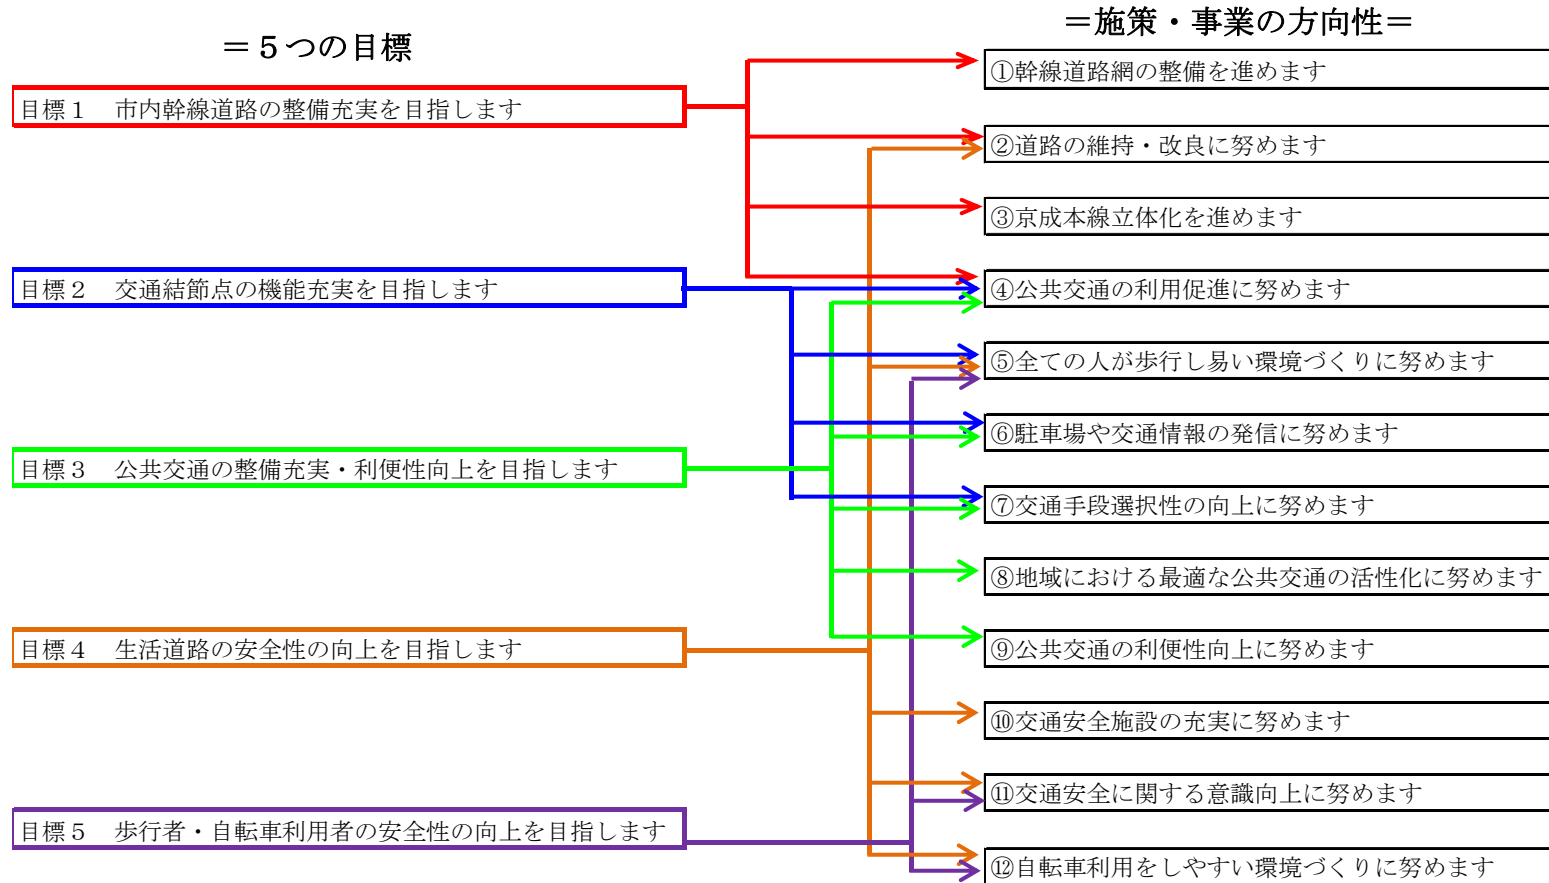 ＝５つの目標
目標１　市内幹線道路の整備充実を目指します
目標２　交通結節点の機能充実を目指します
目標３　公共交通の整備充実・利便性向上を目指します
目標４　生活道路の安全性の向上を目指します
目標５　歩行者・自転車利用者の安全性の向上を目指します
＝施策・事業の方向性＝
①幹線道路網の整備を進めます
②道路の維持・改良に努めます
③京成本線立体化を進めます
④公共交通の利用促進に努めます
⑤全ての人が歩行し易い環境づくりに努めます
⑥駐車場や交通情報の発信に努めます
⑦交通手段選択性の向上に努めます
⑧地域における最適な公共交通の活性化に努めます
⑨公共交通の利便性向上に努めます
⑩交通安全施設の充実に努めます
⑪交通安全に関する意識向上に努めます
⑫自転車利用をしやすい環境づくりに努めます